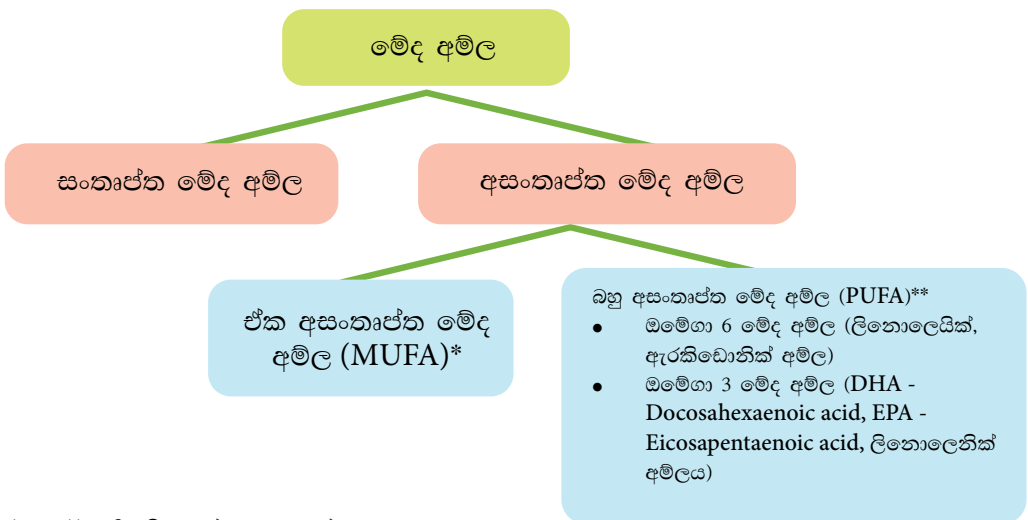 මේද අම්ල
සංතෘප්ත මේද අම්ල
අසංතෘප්ත මේද අම්ල
ඒක අසංතෘප්ත මේද
අම්ල (MUFA)*
බහු අසංතෘප්ත මේද අම්ල (PUFA)**
• ඔමේගා 6 මේද අම්ල (ලිනොලෙයික්,
ඇරකිඩොනික් අම්ල)
• ඔමේගා 3 මේද අම්ල (DHA -
Docosahexaenoic acid, EPA -
Eicosapentaenoic acid, ලිනොලෙනික්
අම්ලය)